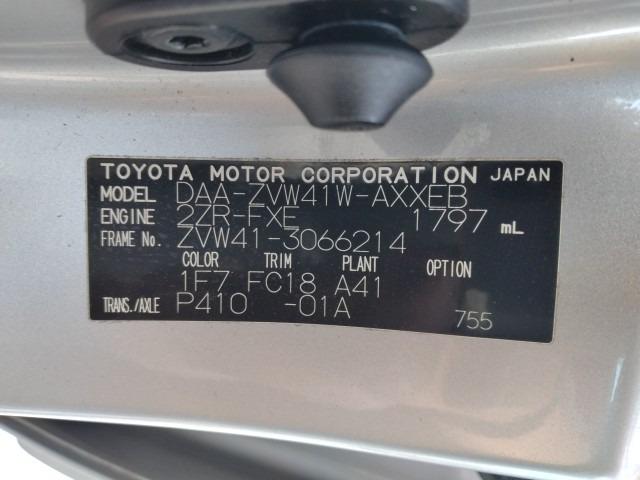 TOYOTA MOTOR CORPORATION JAPAN
MODEL DAA-ZVW41W-AXXEB
ENGINE 2ZR-FXE 1797 mL
FRAME No. ZVW41-3066214
COLOR TRIM PLANT OPTION
1F7 FC18 A41
TRANS./AXLE P410 -01A 755